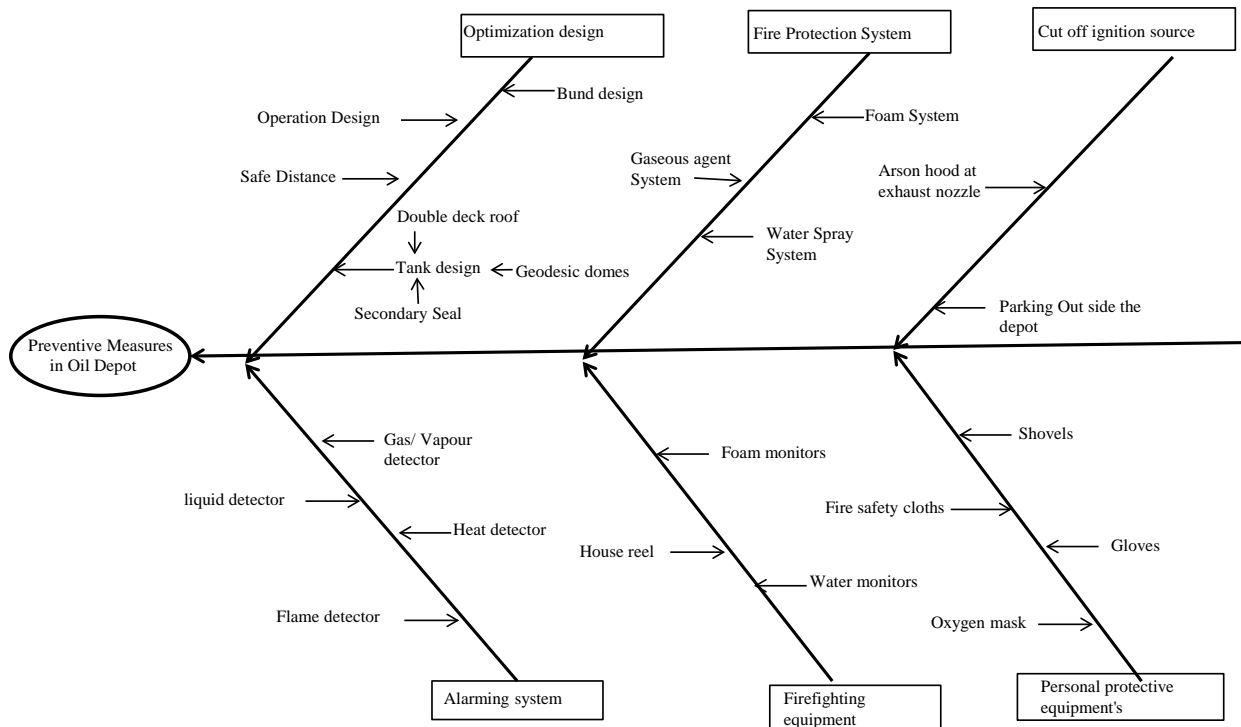 Optimization design
Fire Protection System
Cut off ignition source
Bund design
Operation Design
Safe Distance
Double deck roof
Tank design
Geodesic domes
Secondary Seal
Foam System
Gaseous agent
System
Water Spray
System
Arson hood at
exhaust nozzle
Parking Out side the
depot
Preventive Measures
in Oil Depot
Gas/ Vapour
detector
liquid detector
Heat detector
Flame detector
Foam monitors
House reel
Water monitors
Shovels
Fire safety cloths
Gloves
Oxygen mask
Alarming system
Firefighting
equipment
Personal protective
equipment's